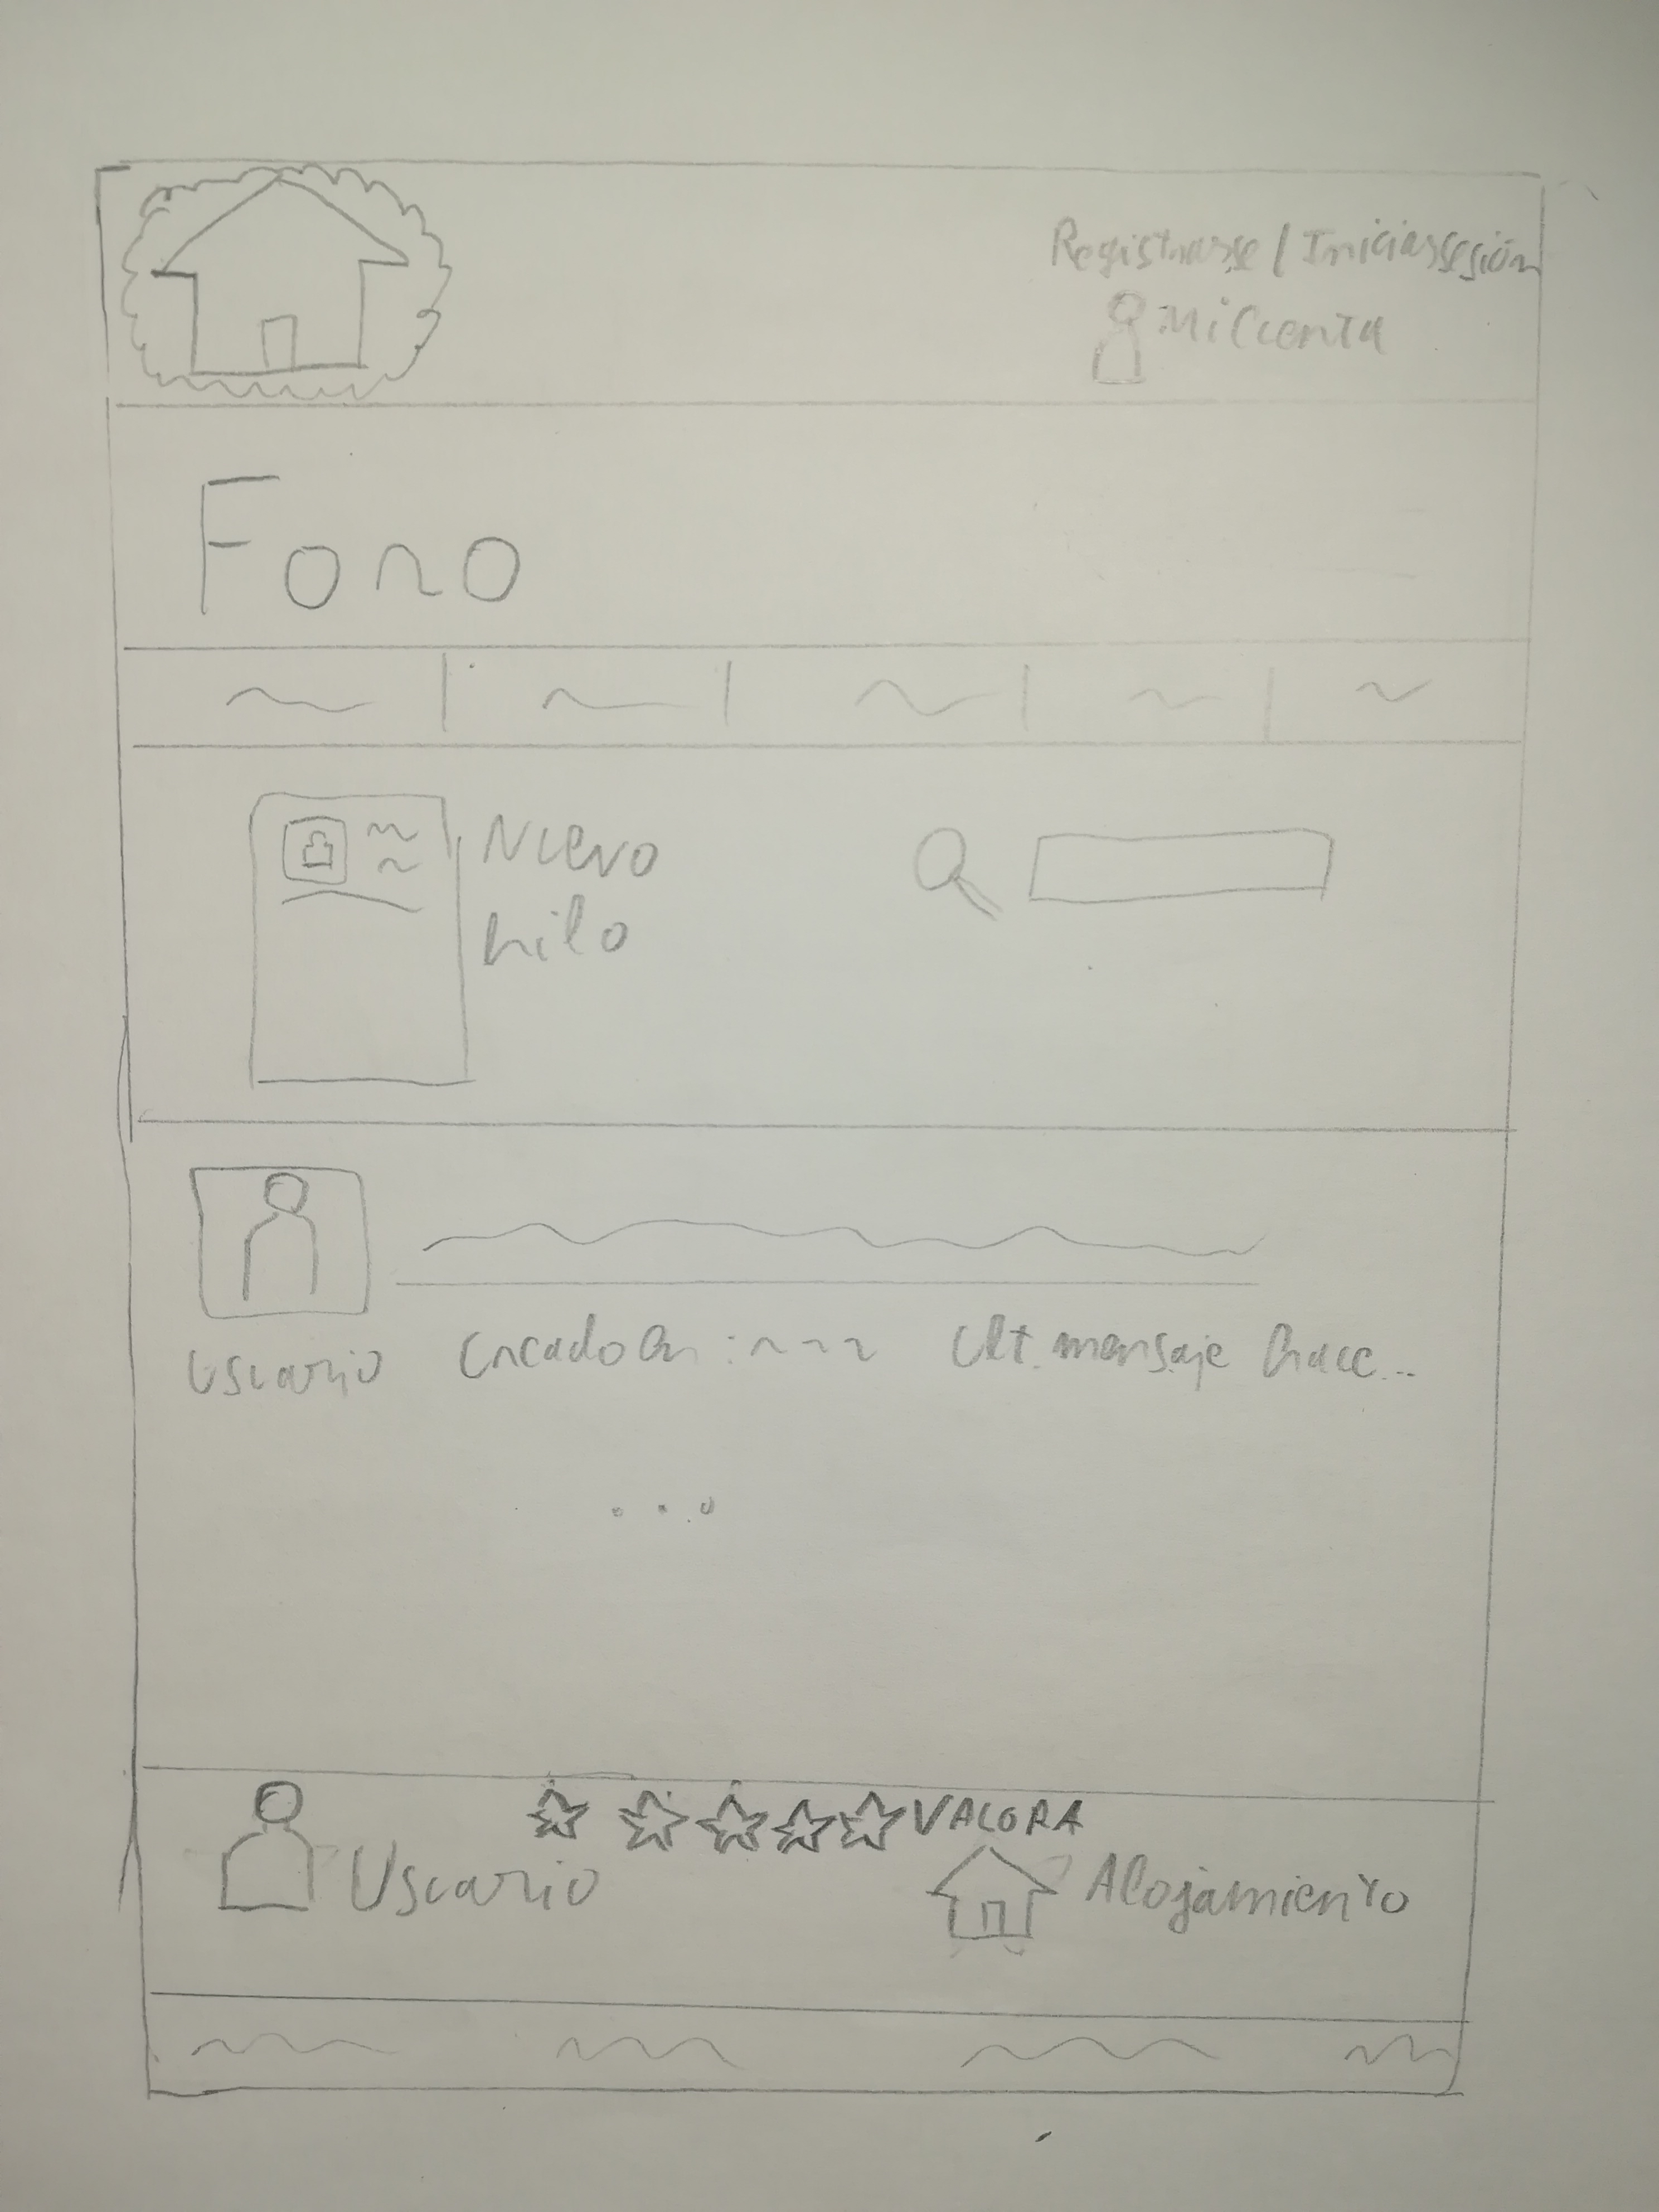 Registrarse / Iniciar sesión
Mi Cuenta
Foro
Nuevo
hilo
Usuario Creado en: Ult. mensaje hace...
...
VALORA
Usuario Alojamiento